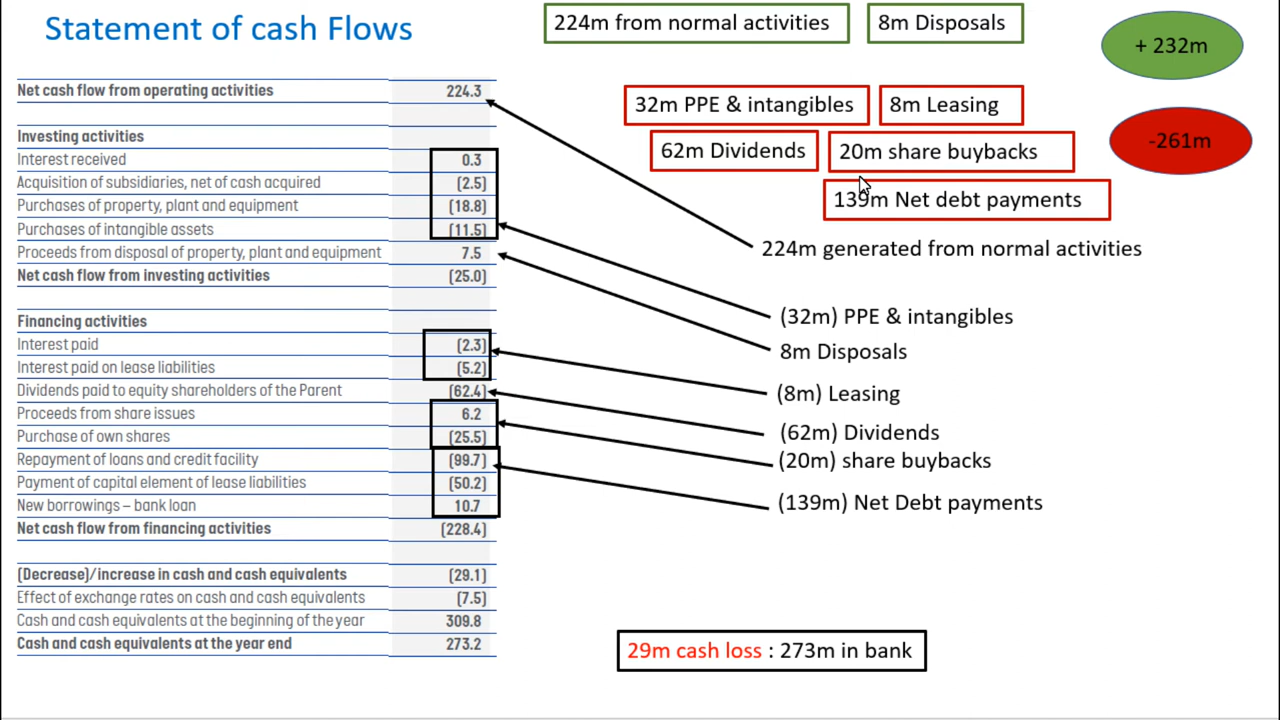 Statement of cash Flows
224m from normal activities
8m Disposals
+ 232m
32m PPE & intangibles
8m Leasing
62m Dividends
20m share buybacks
-261m
139m Net debt payments
Net cash flow from operating activities 224.3
Investing activities
Interest received 0.3
Acquisition of subsidiaries, net of cash acquired (2.5)
Purchases of property, plant and equipment (18.8)
Purchases of intangible assets (11.5)
Proceeds from disposal of property, plant and equipment 7.5
Net cash flow from investing activities (25.0)
Financing activities
Interest paid (2.3)
Interest paid on lease liabilities (5.2)
Dividends paid to equity shareholders of the Parent (62.4)
Proceeds from share issues 6.2
Purchase of own shares (25.5)
Repayment of loans and credit facility (99.7)
Payment of capital element of lease liabilities (50.2)
New borrowings – bank loan 10.7
Net cash flow from financing activities (228.4)
(Decrease)/increase in cash and cash equivalents (29.1)
Effect of exchange rates on cash and cash equivalents (7.5)
Cash and cash equivalents at the beginning of the year 309.8
Cash and cash equivalents at the year end 273.2
224m generated from normal activities
(32m) PPE & intangibles
8m Disposals
(8m) Leasing
(62m) Dividends
(20m) share buybacks
(139m) Net Debt payments
29m cash loss : 273m in bank